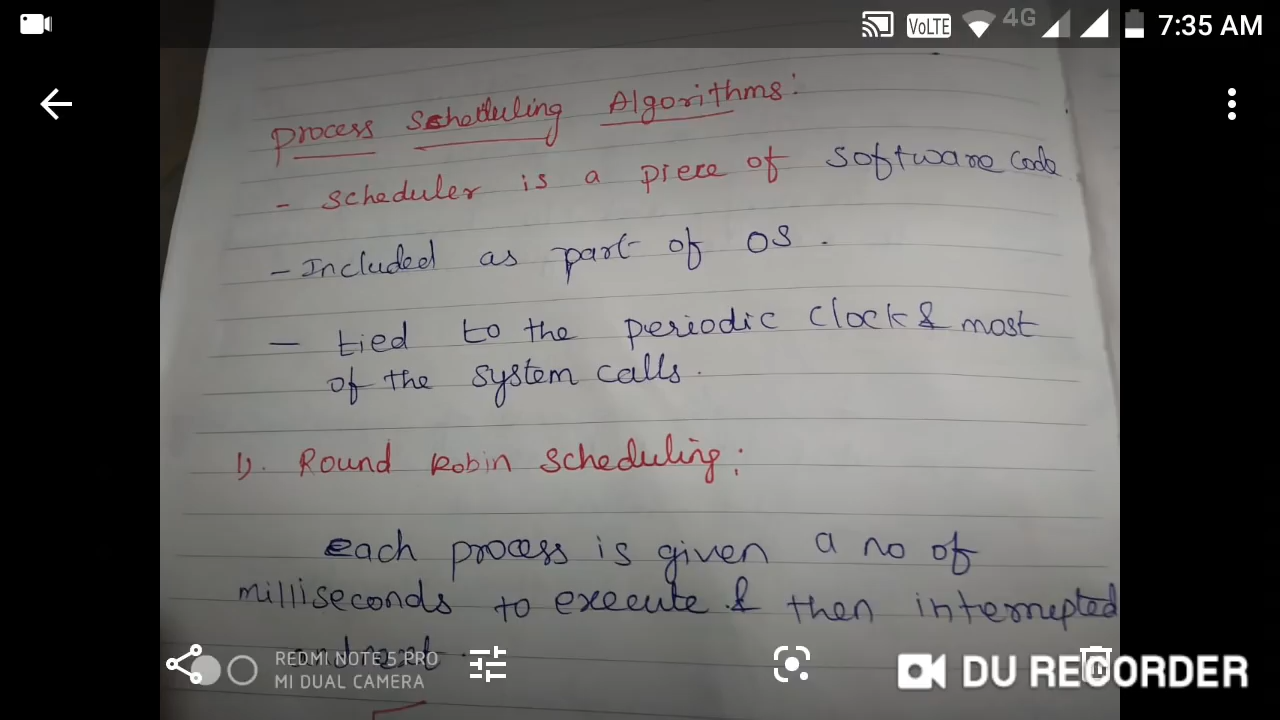 VoLTE 4G 7:35 AM
Process Scheduling Algorithms:
- Scheduler is a piece of software code
- Included as part of OS.
- tied to the periodic clock & most
of the system calls.
1). Round Robin Scheduling:
each process is given a no of
milliseconds to execute & then interrupted
REDMI NOTE 5 PRO
MI DUAL CAMERA
DU RECORDER